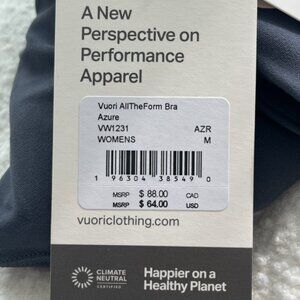 A New
Perspective on
Performance
Apparel
Vuori AllTheForm Bra
Azure
VW1231 AZR
WOMENS M
1 96304 38549 0
MSRP $ 88.00 CAD
MSRP $ 64.00 USD
vuoriclothing.com
CLIMATE
NEUTRAL
CERTIFIED
Happier on a
Healthy Planet